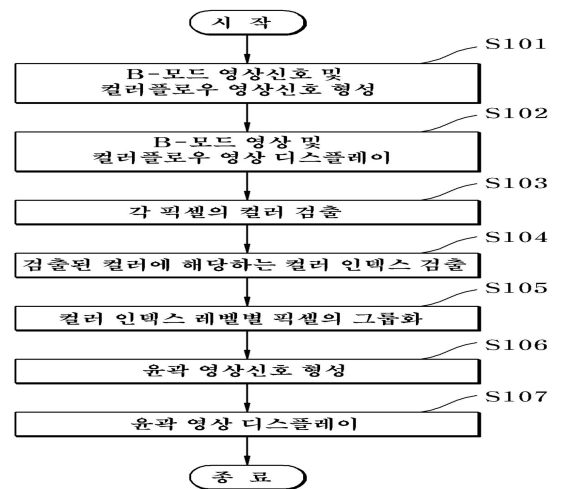 시 작
S101
B-모드 영상신호 및
컬러플로우 영상신호 형성
S102
B-모드 영상 및
컬러플로우 영상 디스플레이
S103
각 픽셀의 컬러 검출
S104
검출된 컬러에 해당하는 컬러 인덱스 검출
S105
컬러 인덱스 레벨별 픽셀의 그룹화
S106
윤곽 영상신호 형성
S107
윤곽 영상 디스플레이
종 료